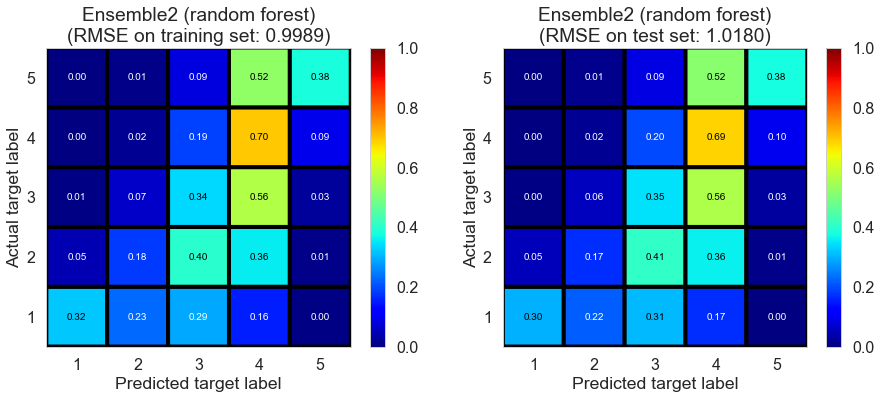 Ensemble2 (random forest)
(RMSE on training set: 0.9989)
5 0.00 0.01 0.09 0.52 0.38
4 0.00 0.02 0.19 0.70 0.09
3 0.01 0.07 0.34 0.56 0.03
2 0.05 0.18 0.40 0.36 0.01
1 0.32 0.23 0.29 0.16 0.00
1 2 3 4 5
Predicted target label
Actual target label
1.0
0.8
0.6
0.4
0.2
0.0
Ensemble2 (random forest)
(RMSE on test set: 1.0180)
5 0.00 0.01 0.09 0.52 0.38
4 0.00 0.02 0.20 0.69 0.10
3 0.00 0.06 0.35 0.56 0.03
2 0.05 0.17 0.41 0.36 0.01
1 0.30 0.22 0.31 0.17 0.00
1 2 3 4 5
Predicted target label
Actual target label
1.0
0.8
0.6
0.4
0.2
0.0